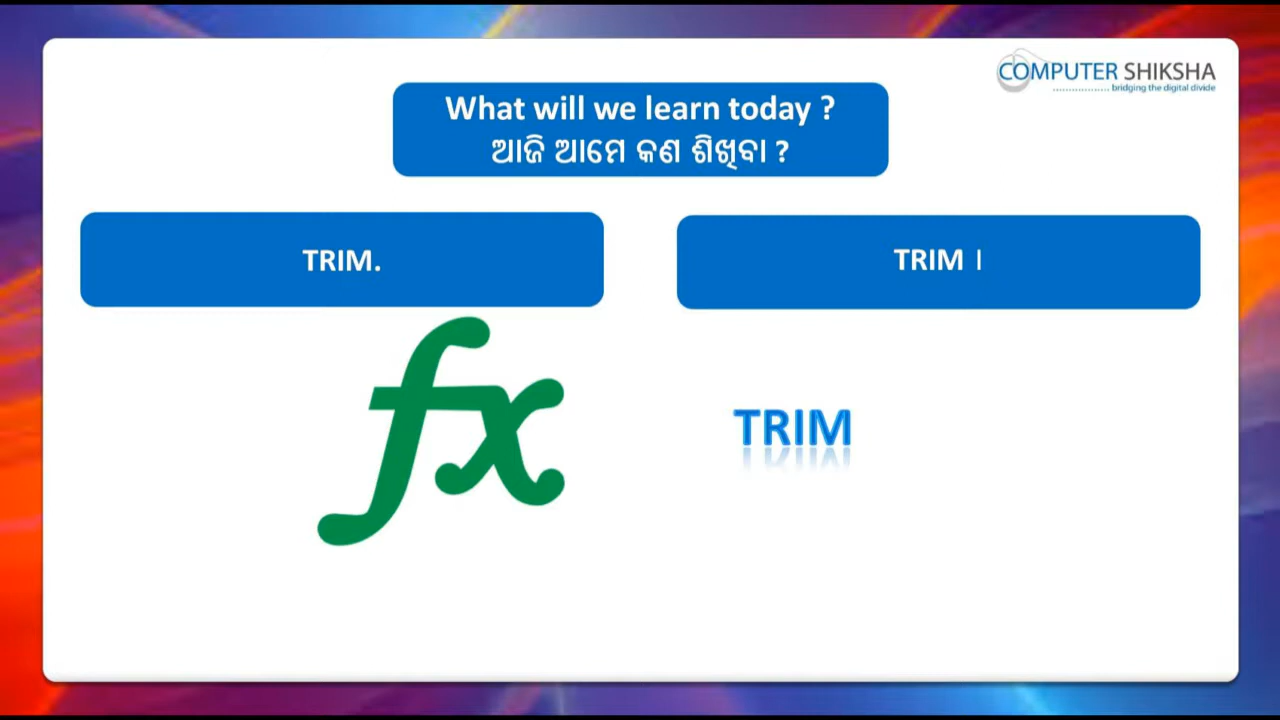 COMPUTER SHIKSHA
bridging the digital divide
What will we learn today ?
ଆଜି ଆମେ କଣ ଶିଖିବା ?
TRIM.
TRIM ।
fx
TRIM